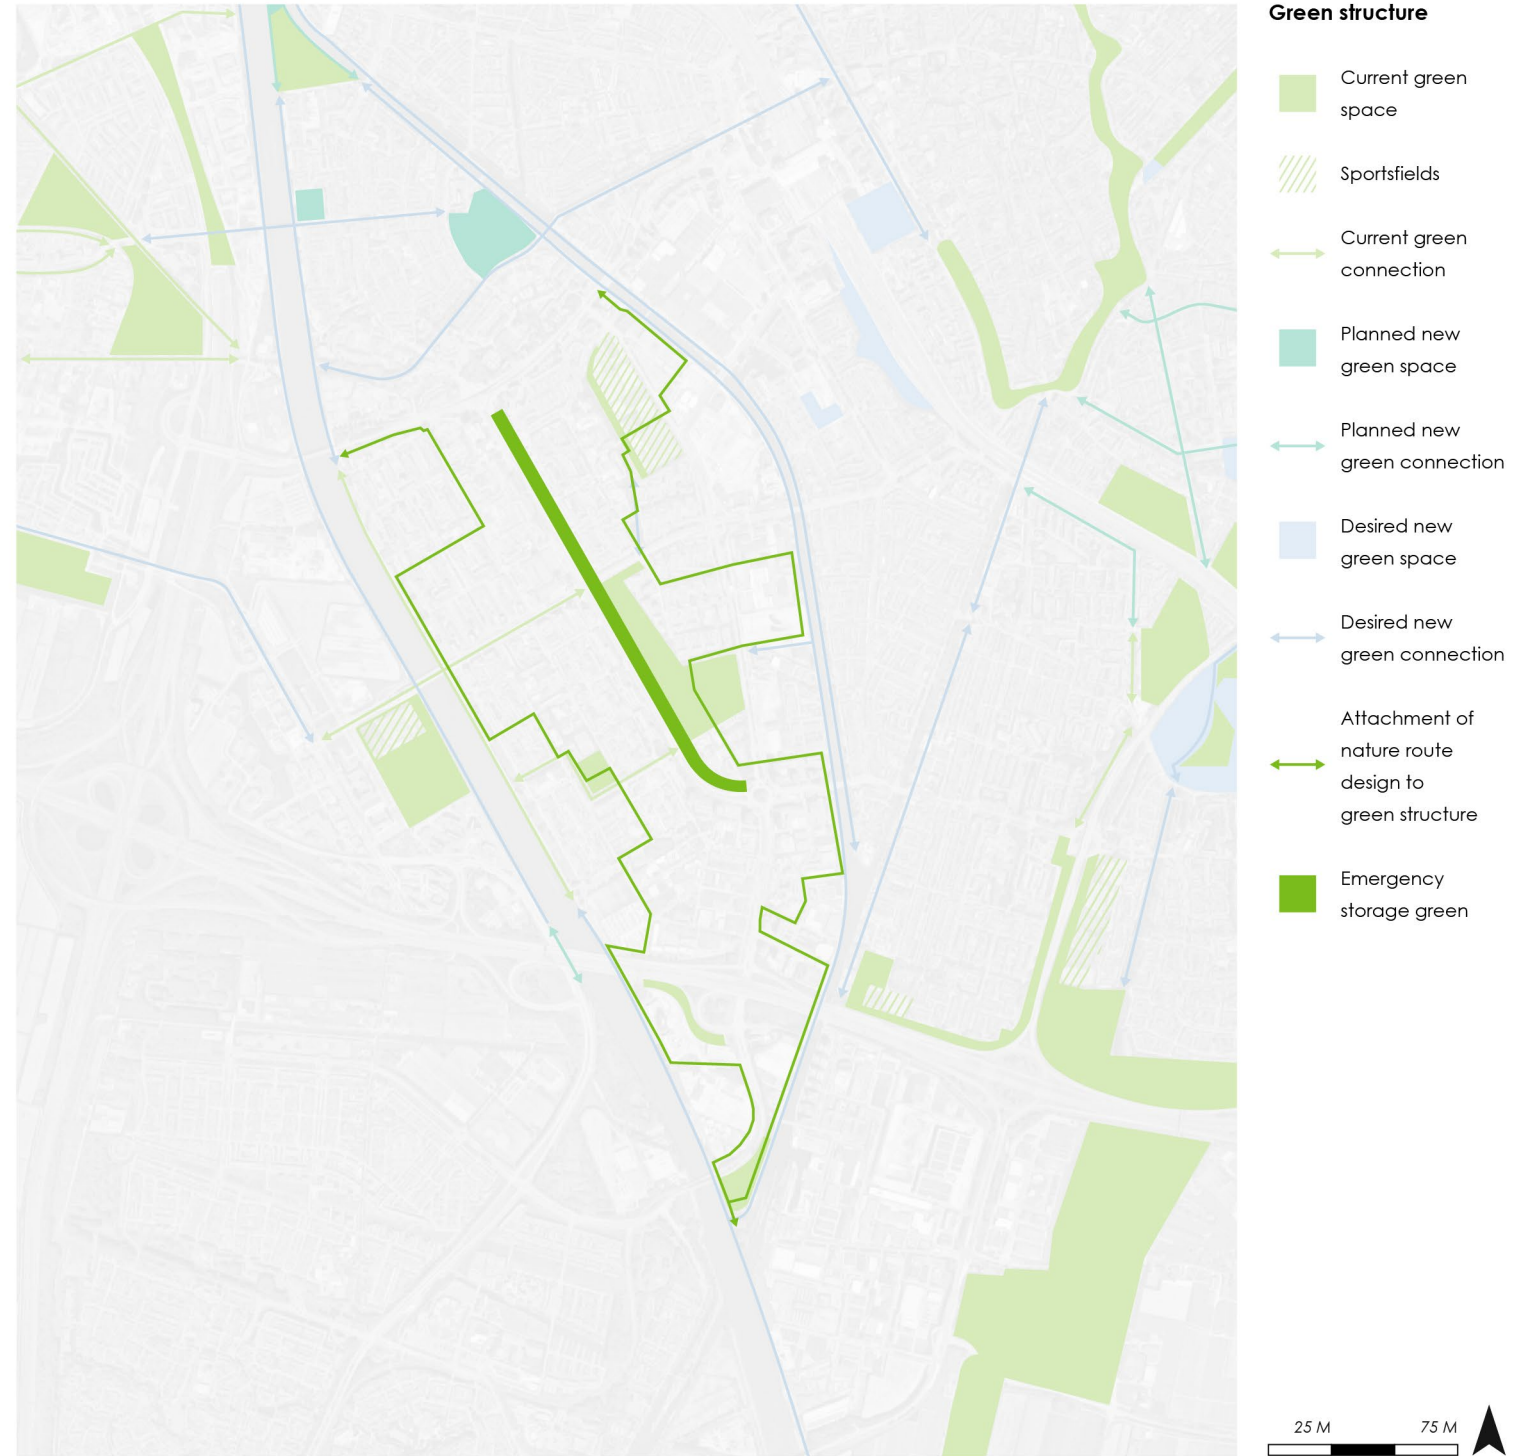 Green structure
Current green
space
Sportsfields
Current green
connection
Planned new
green space
Planned new
green connection
Desired new
green space
Desired new
green connection
Attachment of
nature route
design to
green structure
Emergency
storage green
25 M 75 M